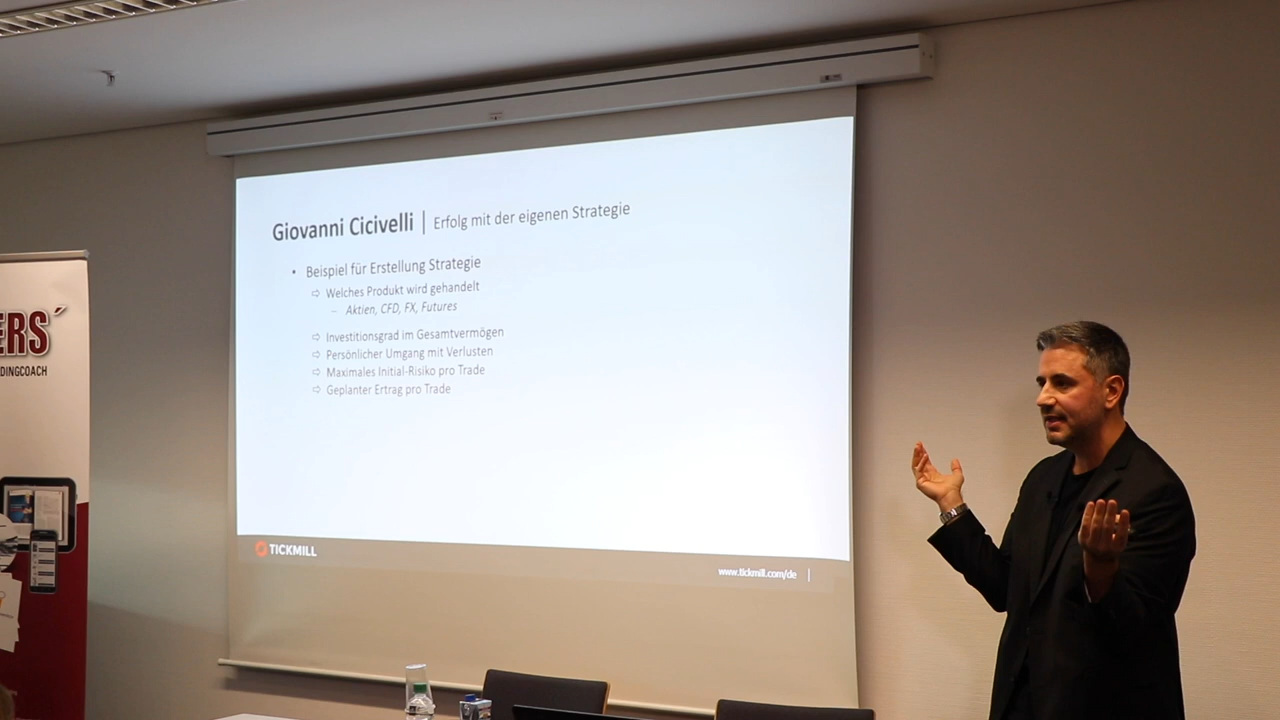 Giovanni Cicivelli | Erfolg mit der eigenen Strategie
• Beispiel für Erstellung Strategie
⇨ Welches Produkt wird gehandelt
– Aktien, CFD, FX, Futures
⇨ Investitionsgrad im Gesamtvermögen
⇨ Persönlicher Umgang mit Verlusten
⇨ Maximales Initial-Risiko pro Trade
⇨ Geplanter Ertrag pro Trade
TICKMILL
www.tickmill.com/de |
ERS´
DINGCOACH